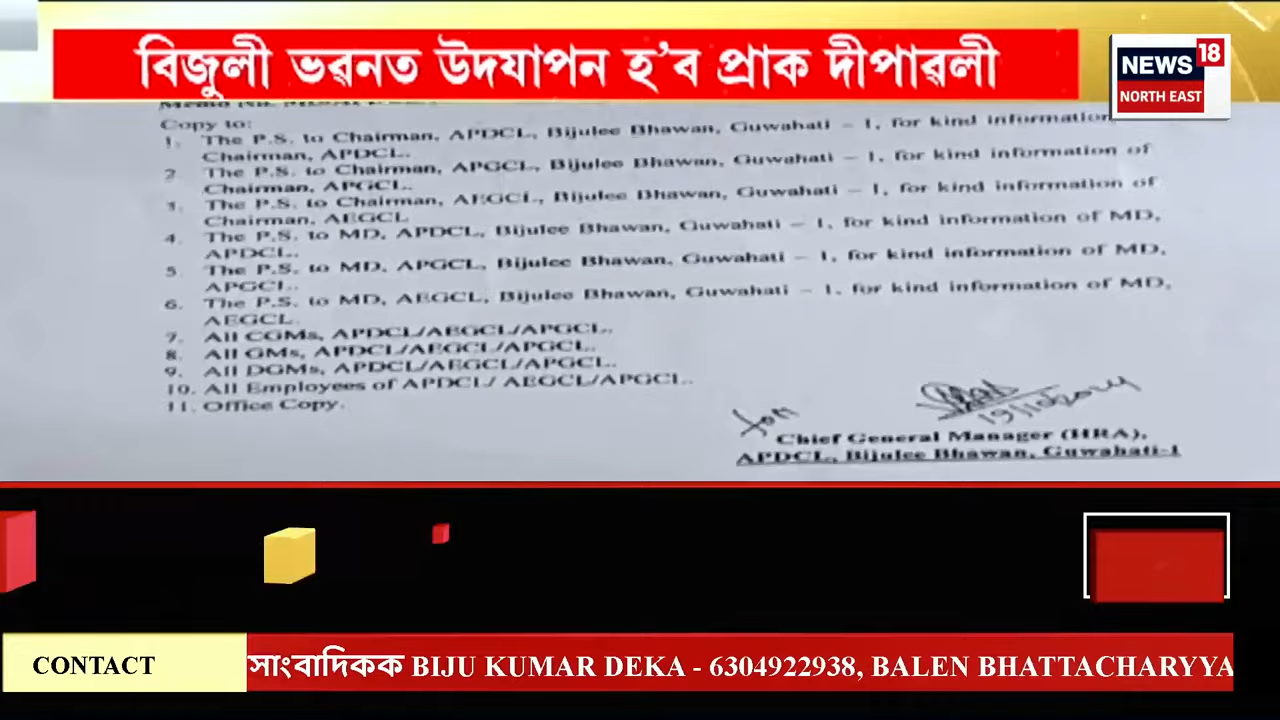 বিজুলী ভৱনত উদযাপন হ'ব প্ৰাক দীপাৱলী
NEWS 18
NORTH EAST
Copy to:
1. The P.S. to Chairman, APDCL, Bijulee Bhawan, Guwahati – 1, for kind information
Chairman, APDCL.
2. The P.S. to Chairman, APGCL, Bijulee Bhawan, Guwahati – 1, for kind information of
Chairman, APGCL.
3. The P.S. to Chairman, AEGCL, Bijulee Bhawan, Guwahati – 1, for kind information of
Chairman, AEGCL
4. The P.S. to MD, APDCL, Bijulee Bhawan, Guwahati – 1, for kind information of MD,
APDCL.
5. The P.S. to MD, APGCL, Bijulee Bhawan, Guwahati – 1, for kind information of MD,
APGCL.
6. The P.S. to MD, AEGCL, Bijulee Bhawan, Guwahati – 1, for kind information of MD,
AEGCL.
7. All CGMs, APDCL/AEGCL/APGCL.
8. All GMs, APDCL/AEGCL/APGCL.
9. All DGMs, APDCL/AEGCL/APGCL.
10. All Employees of APDCL/ AEGCL/APGCL.
11. Office Copy.
19/10/2024
Chief General Manager (HRA),
APDCL, Bijulee Bhawan, Guwahati-1
CONTACT
সাংবাদিকক BIJU KUMAR DEKA - 6304922938, BALEN BHATTACHARYYA